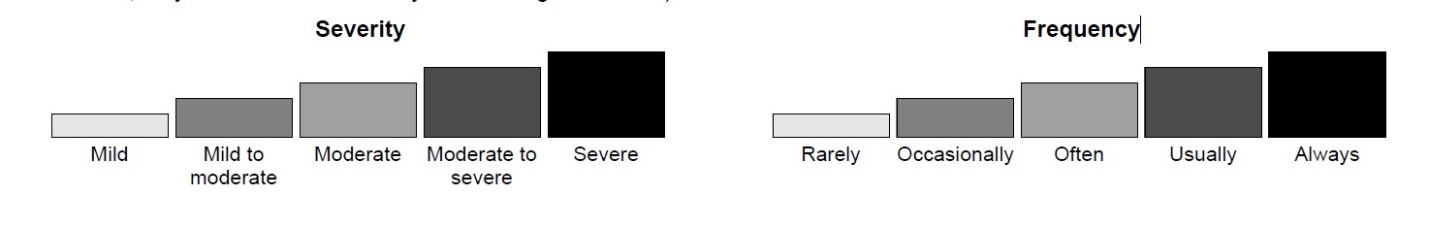 Severity
Frequency
Mild
Mild to
moderate
Moderate
Moderate to
severe
Severe
Rarely
Occasionally
Often
Usually
Always